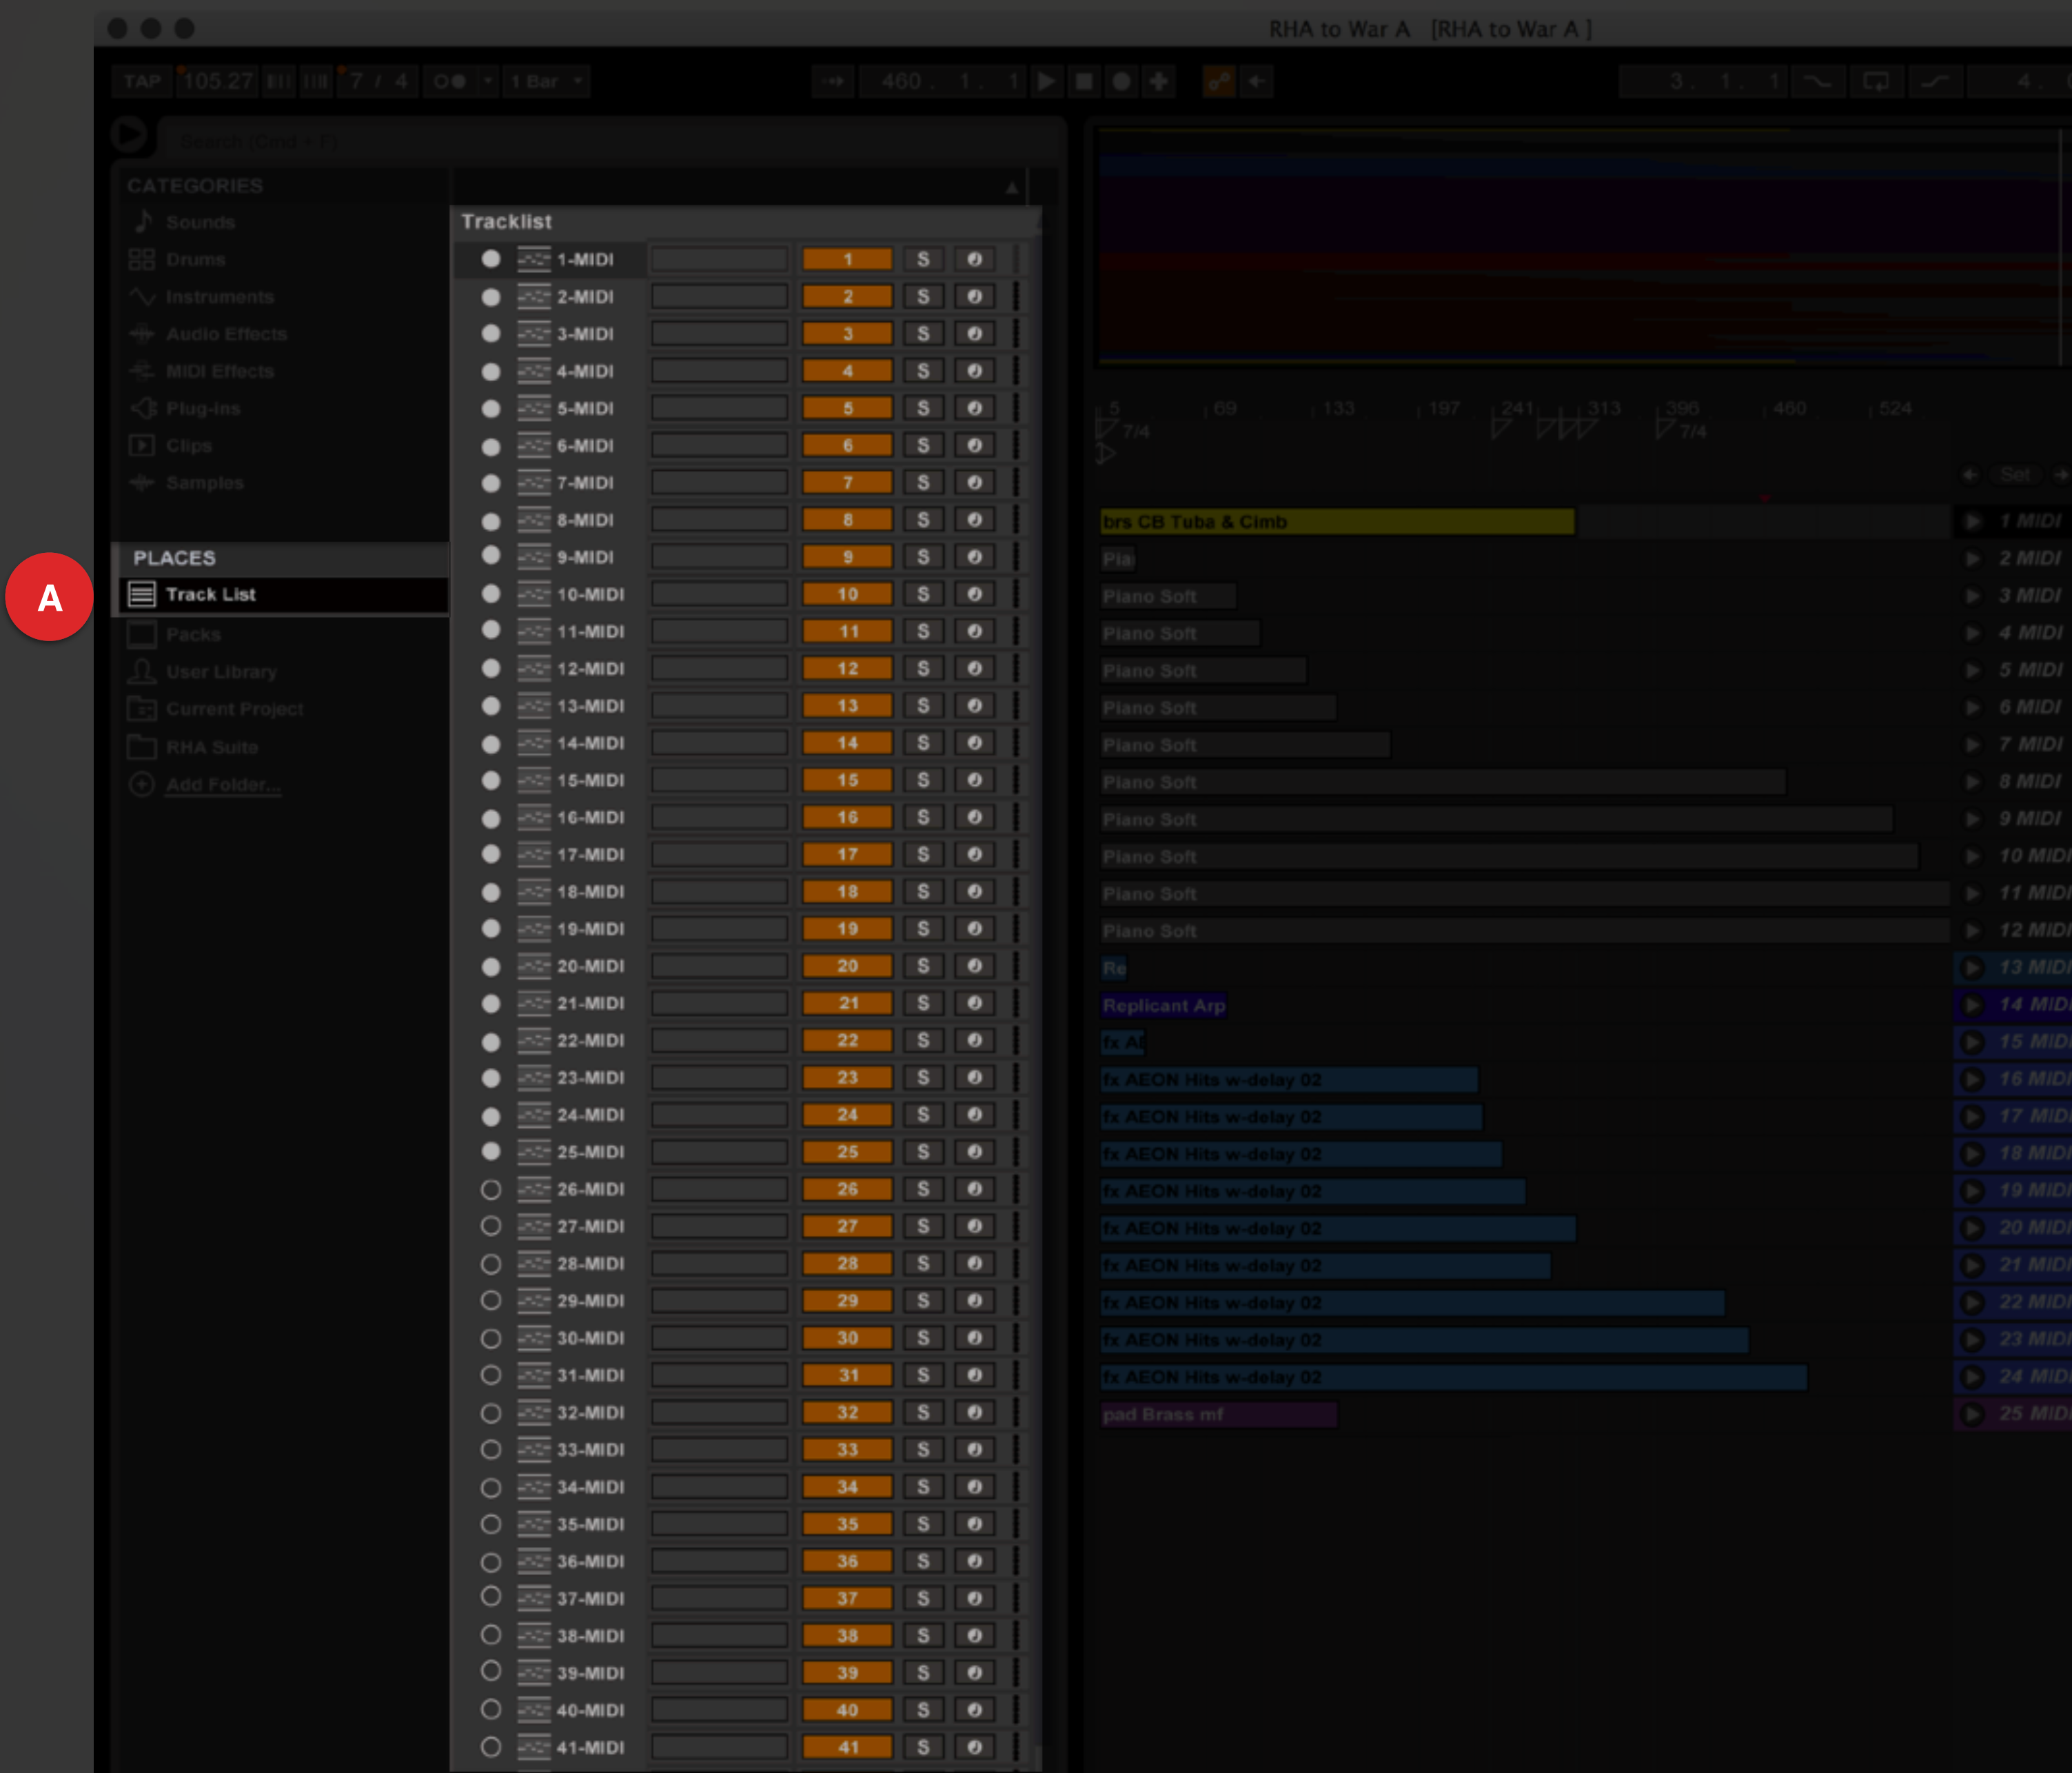 RHA to War A [RHA to War A ]
TAP 105.27 7 / 4 1 Bar 460. 1. 1 3. 1. 1 4.
Search (Cmd + F)
CATEGORIES
Sounds
Drums
Instruments
Audio Effects
MIDI Effects
Plug-ins
Clips
Samples
PLACES
A
Track List
Packs
User Library
Current Project
RHA Suite
Add Folder...
Tracklist
1-MIDI 1 S
2-MIDI 2 S
3-MIDI 3 S
4-MIDI 4 S
5-MIDI 5 S
6-MIDI 6 S
7-MIDI 7 S
8-MIDI 8 S
9-MIDI 9 S
10-MIDI 10 S
11-MIDI 11 S
12-MIDI 12 S
13-MIDI 13 S
14-MIDI 14 S
15-MIDI 15 S
16-MIDI 16 S
17-MIDI 17 S
18-MIDI 18 S
19-MIDI 19 S
20-MIDI 20 S
21-MIDI 21 S
22-MIDI 22 S
23-MIDI 23 S
24-MIDI 24 S
25-MIDI 25 S
26-MIDI 26 S
27-MIDI 27 S
28-MIDI 28 S
29-MIDI 29 S
30-MIDI 30 S
31-MIDI 31 S
32-MIDI 32 S
33-MIDI 33 S
34-MIDI 34 S
35-MIDI 35 S
36-MIDI 36 S
37-MIDI 37 S
38-MIDI 38 S
39-MIDI 39 S
40-MIDI 40 S
41-MIDI 41 S
5 69 133 197 241 313 396 460 524
7/4 7/4
Set
brs CB Tuba & Cimb 1 MIDI
Pia 2 MIDI
Piano Soft 3 MIDI
Piano Soft 4 MIDI
Piano Soft 5 MIDI
Piano Soft 6 MIDI
Piano Soft 7 MIDI
Piano Soft 8 MIDI
Piano Soft 9 MIDI
Piano Soft 10 MIDI
Piano Soft 11 MIDI
Piano Soft 12 MIDI
Re 13 MIDI
Replicant Arp 14 MIDI
fx AE 15 MIDI
fx AEON Hits w-delay 02 16 MIDI
fx AEON Hits w-delay 02 17 MIDI
fx AEON Hits w-delay 02 18 MIDI
fx AEON Hits w-delay 02 19 MIDI
fx AEON Hits w-delay 02 20 MIDI
fx AEON Hits w-delay 02 21 MIDI
fx AEON Hits w-delay 02 22 MIDI
fx AEON Hits w-delay 02 23 MIDI
fx AEON Hits w-delay 02 24 MIDI
pad Brass mf 25 MIDI